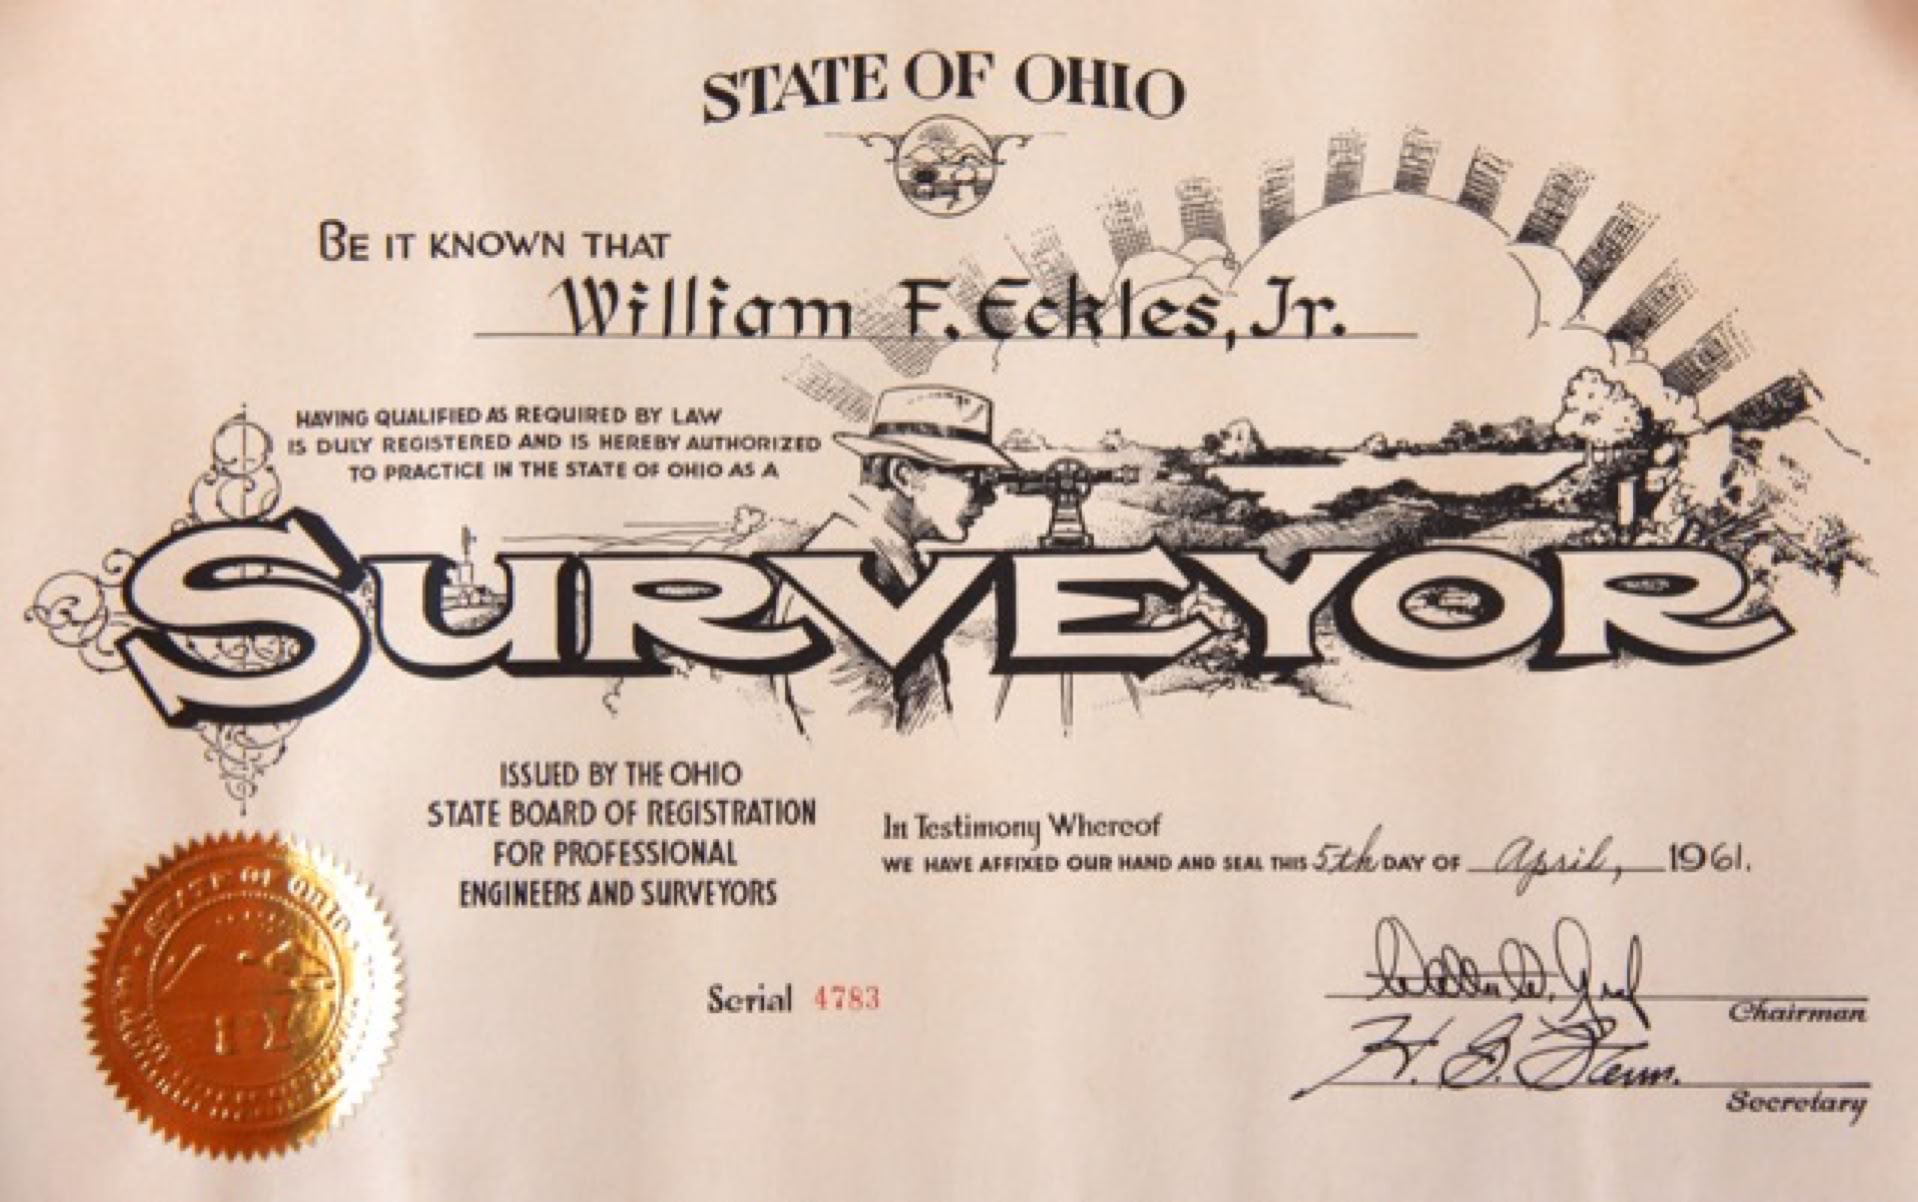 STATE OF OHIO
BE IT KNOWN THAT
William F. Eckles, Jr.
HAVING QUALIFIED AS REQUIRED BY LAW
IS DULY REGISTERED AND IS HEREBY AUTHORIZED
TO PRACTICE IN THE STATE OF OHIO AS A
SURVEYOR
ISSUED BY THE OHIO
STATE BOARD OF REGISTRATION
FOR PROFESSIONAL
ENGINEERS AND SURVEYORS
In Testimony Whereof
WE HAVE AFFIXED OUR HAND AND SEAL THIS 5th DAY OF April, 1961.
Serial 4783
Chairman
H.
Secretary
STATE OF OHIO